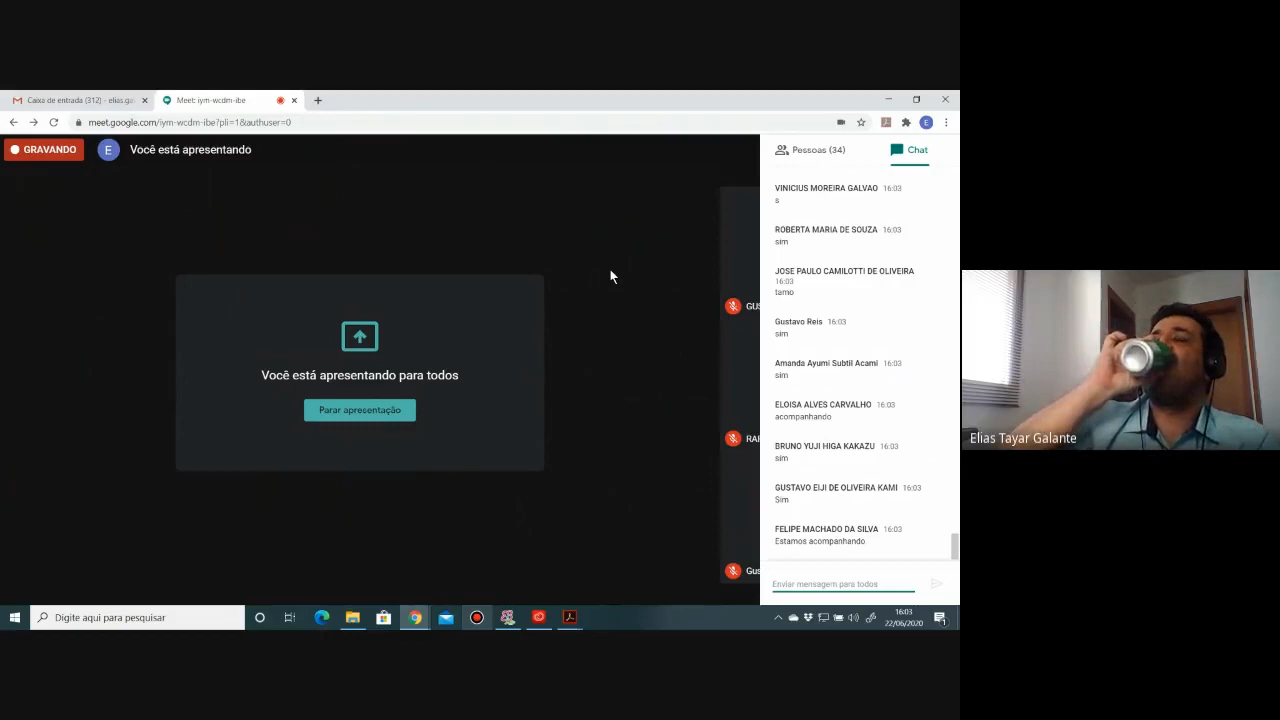 Caixa de entrada (312) - elias.ga
Meet: iym-wcdm-ibe
meet.google.com/iym-wcdm-ibe?pli=1&authuser=0
GRAVANDO
E
Você está apresentando
Pessoas (34)
Chat
VINICIUS MOREIRA GALVAO 16:03
s
ROBERTA MARIA DE SOUZA 16:03
sim
JOSE PAULO CAMILOTTI DE OLIVEIRA
16:03
tamo
Gustavo Reis 16:03
sim
Amanda Ayumi Subtil Acami 16:03
sim
ELOISA ALVES CARVALHO 16:03
acompanhando
BRUNO YUJI HIGA KAKAZU 16:03
sim
GUSTAVO EIJI DE OLIVEIRA KAMI 16:03
Sim
FELIPE MACHADO DA SILVA 16:03
Estamos acompanhando
Enviar mensagem para todos
GUS
RAF
Gus
Você está apresentando para todos
Parar apresentação
Elias Tayar Galante
Digite aqui para pesquisar
16:03
22/06/2020